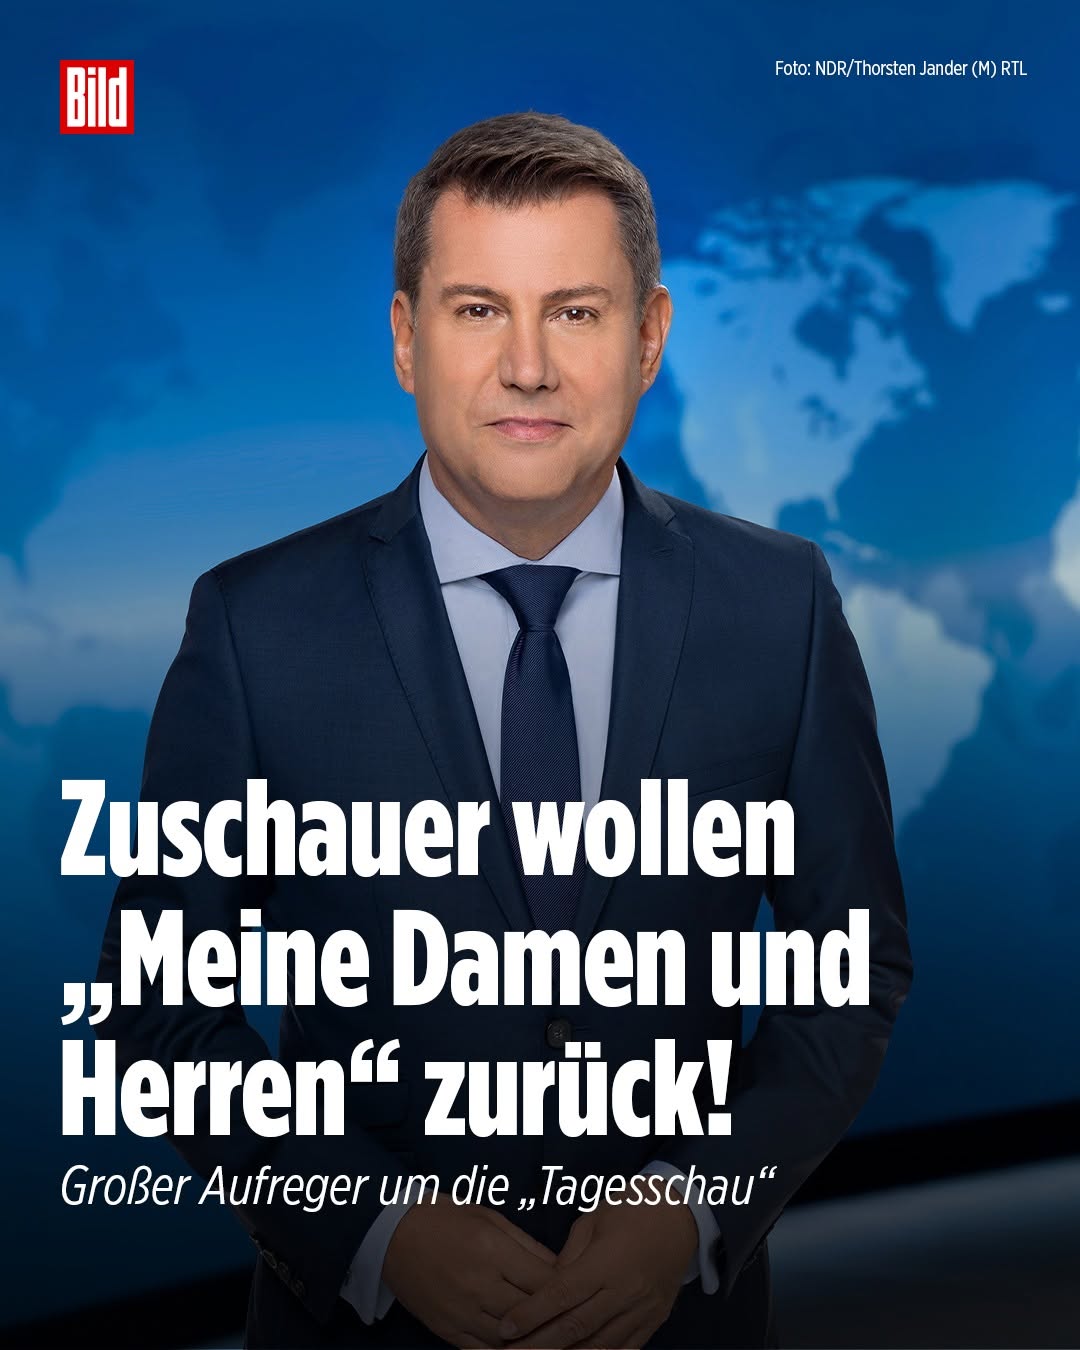 Bild
Foto: NDR/Thorsten Jander (M) RTL
Zuschauer wollen
„Meine Damen und
Herren“ zurück!
Großer Aufreger um die „Tagesschau“